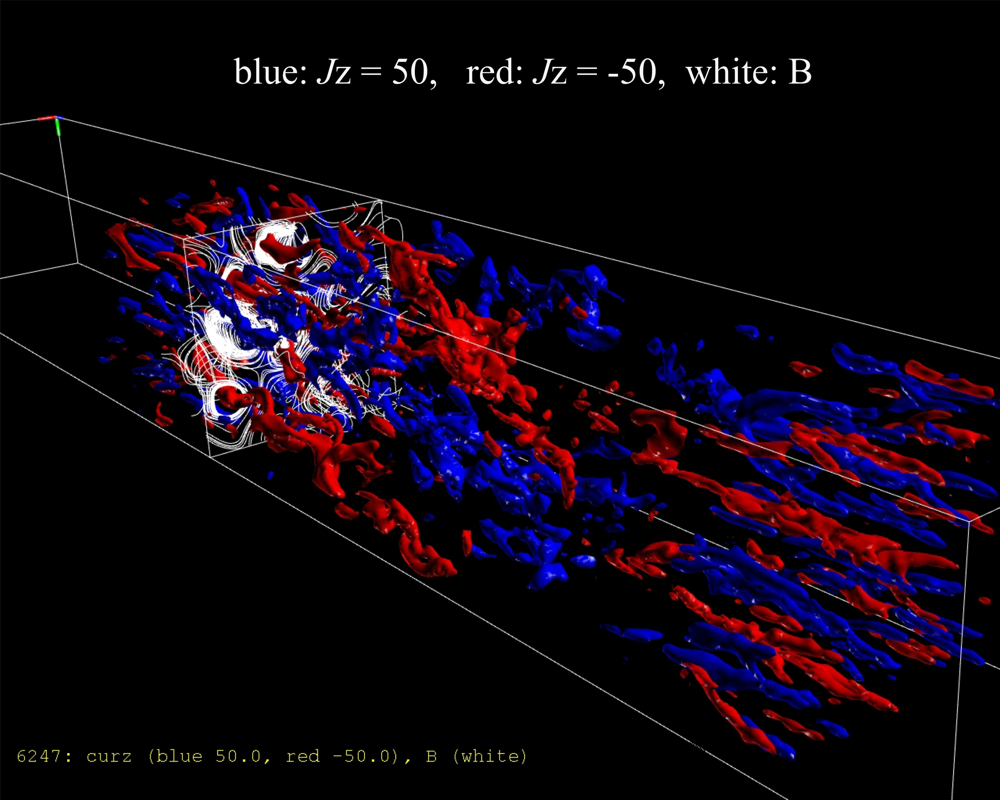 blue: Jz = 50, red: Jz = -50, white: B
6247: curz (blue 50.0, red -50.0), B (white)